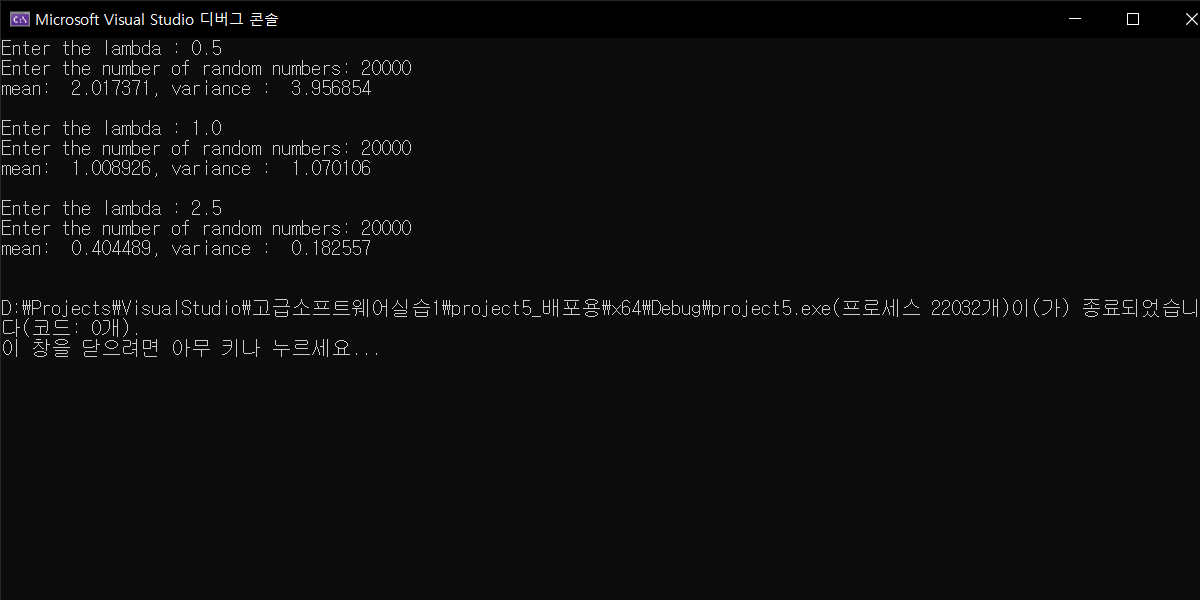 Microsoft Visual Studio 디버그 콘솔
Enter the lambda : 0.5
Enter the number of random numbers: 20000
mean:  2.017371, variance :  3.956854
Enter the lambda : 1.0
Enter the number of random numbers: 20000
mean:  1.008926, variance :  1.070106
Enter the lambda : 2.5
Enter the number of random numbers: 20000
mean:  0.404489, variance :  0.182557
D:₩Projects₩VisualStudio₩고급소프트웨어실습1₩project5_배포용₩x64₩Debug₩project5.exe(프로세스 22032개)이(가) 종료되었습니
다(코드: 0개).
이 창을 닫으려면 아무 키나 누르세요...